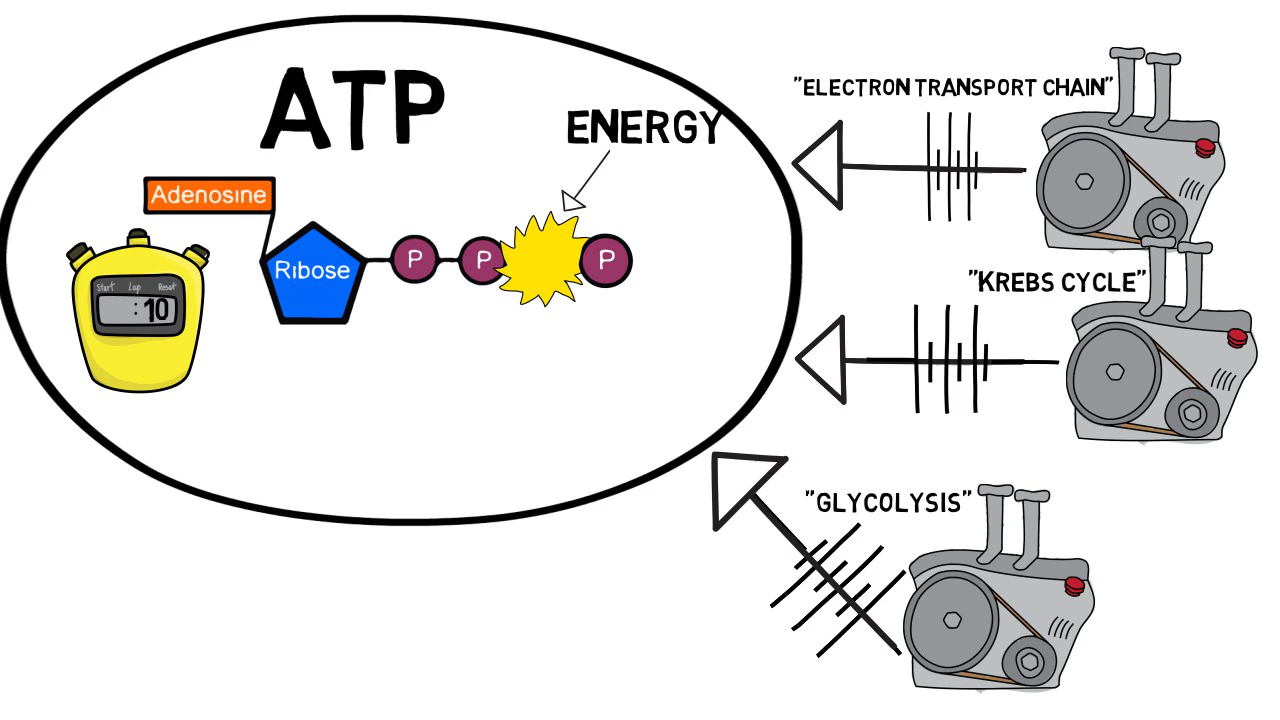 ATP
ENERGY
Adenosine
Ribose
P
P
P
Start Lap Reset
:10
"ELECTRON TRANSPORT CHAIN"
"KREBS CYCLE"
"GLYCOLYSIS"